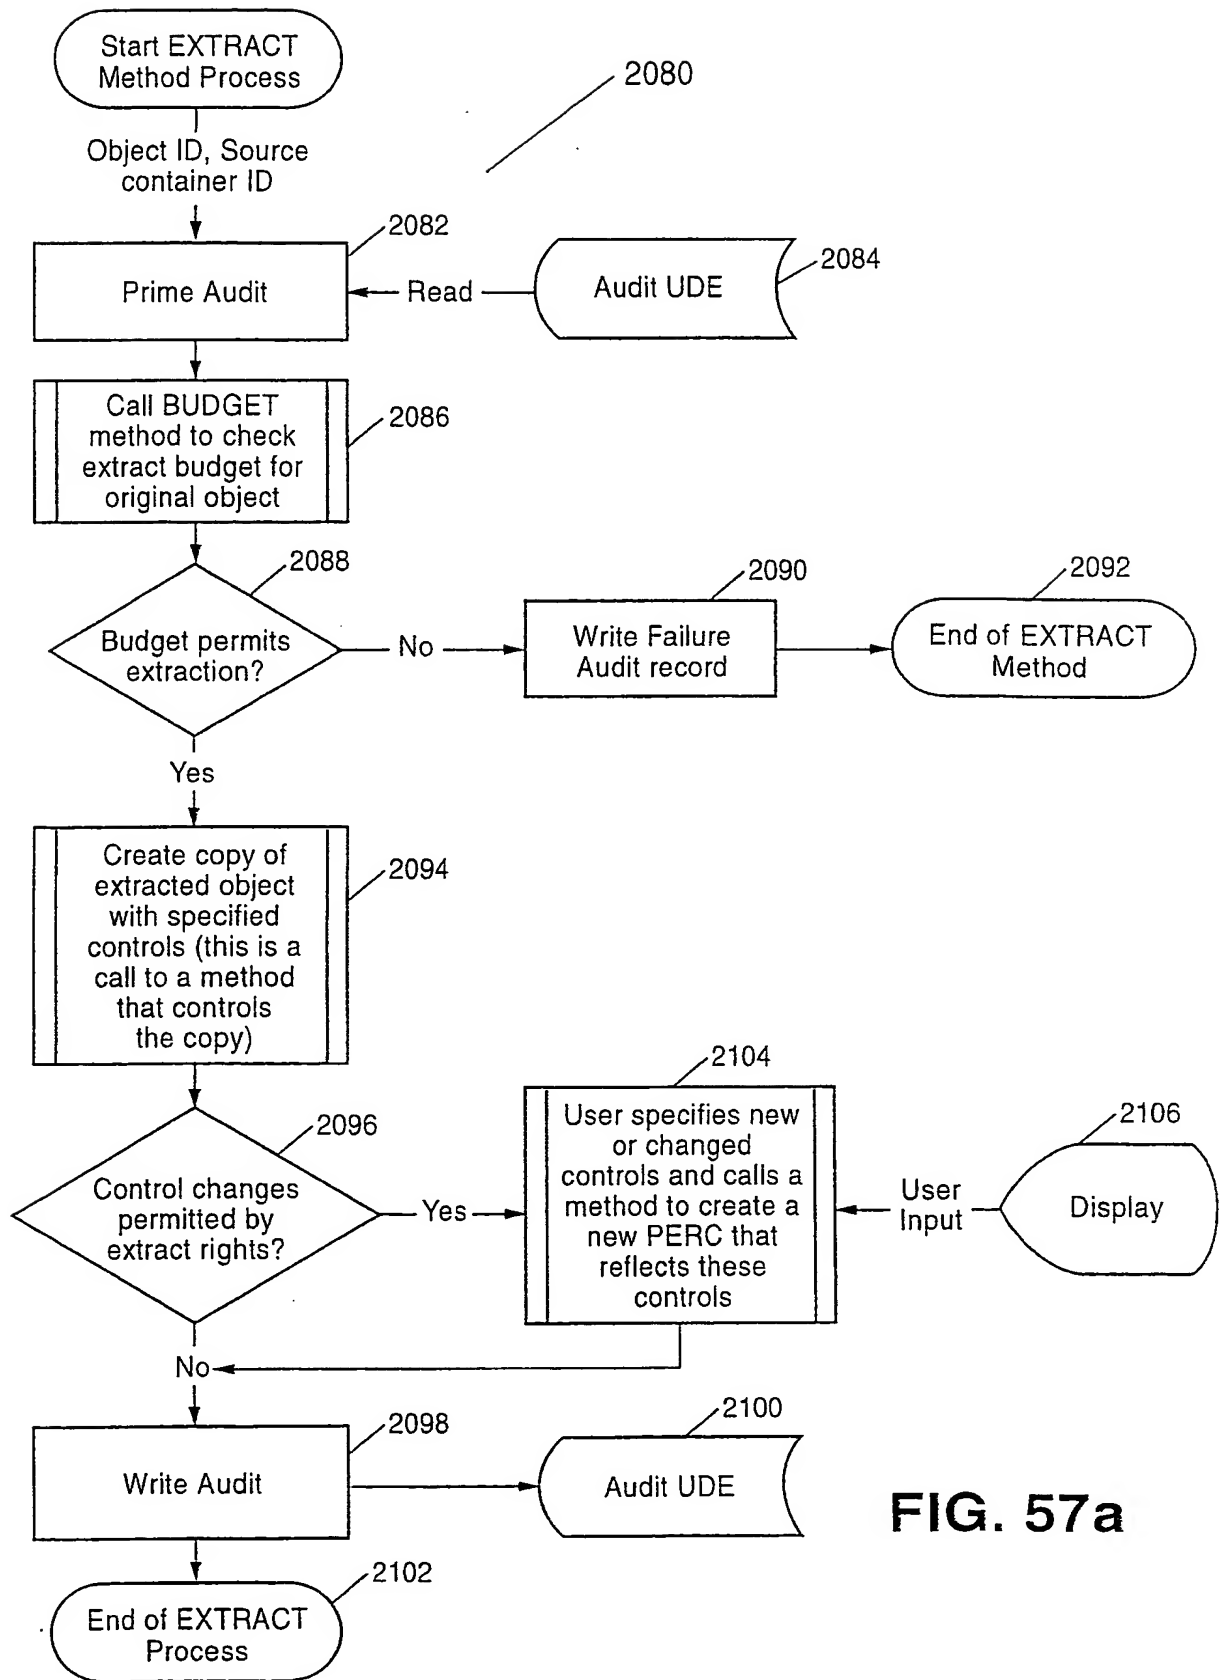 Start EXTRACT
Method Process
2080
Object ID, Source
container ID
2082
Prime Audit
Read
Audit UDE
2084
Call BUDGET
method to check
extract budget for
original object
2086
2088
Budget permits
extraction?
No
2090
Write Failure
Audit record
2092
End of EXTRACT
Method
Yes
Create copy of
extracted object
with specified
controls (this is a
call to a method
that controls
the copy)
2094
2096
Control changes
permitted by
extract rights?
Yes
2104
User specifies new
or changed
controls and calls a
method to create a
new PERC that
reflects these
controls
User
Input
2106
Display
No
2098
Write Audit
2100
Audit UDE
FIG. 57a
2102
End of EXTRACT
Process